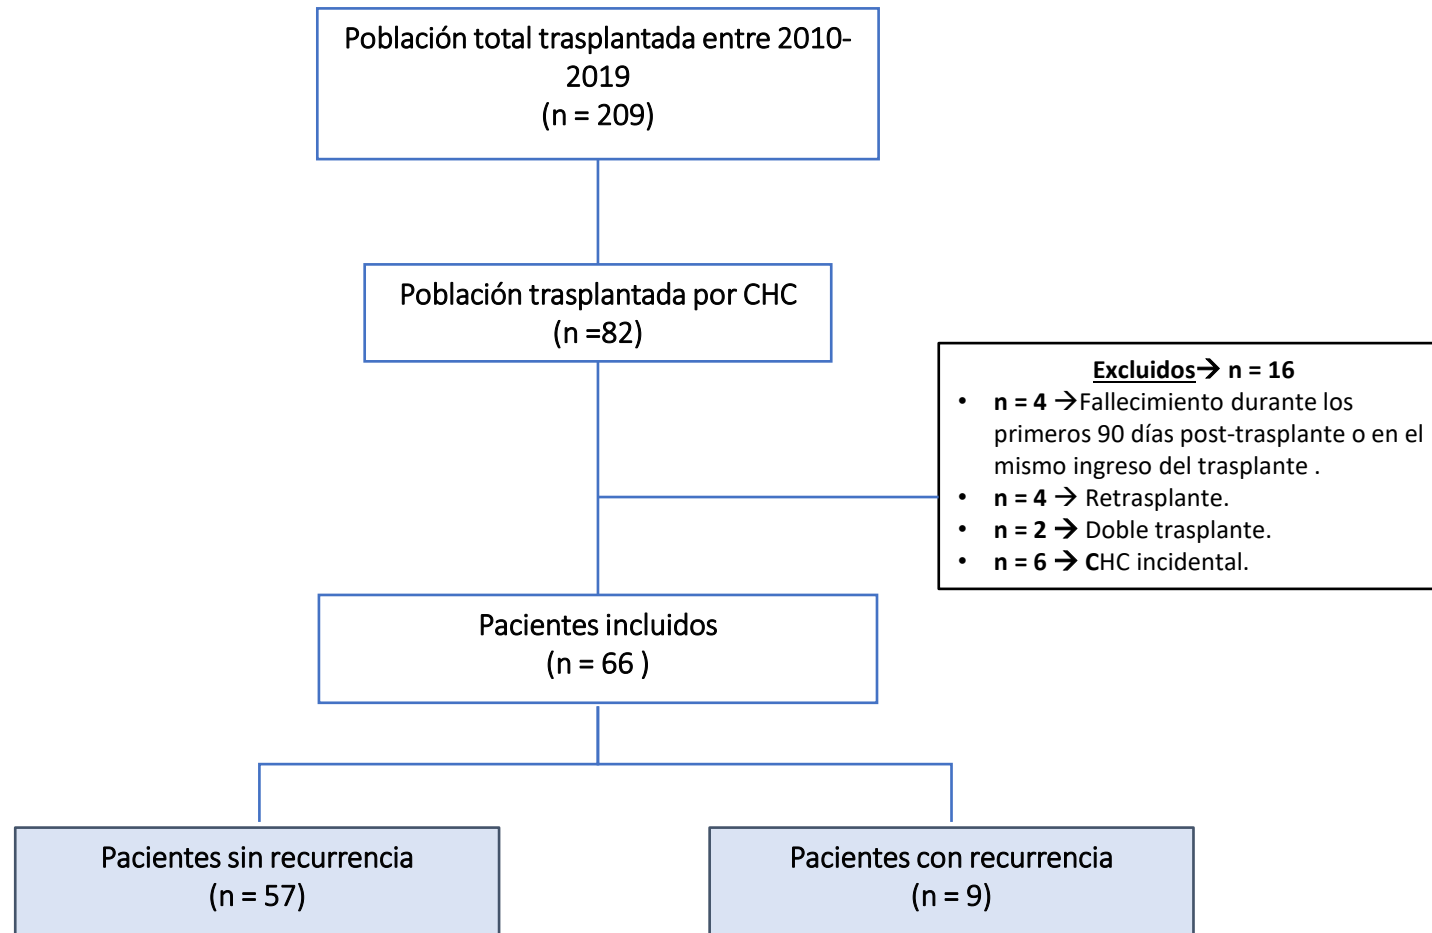 Población total trasplantada entre 2010-
2019
(n = 209)
Población trasplantada por CHC
(n =82)
Excluidos→ n = 16
• n = 4 →Fallecimiento durante los
primeros 90 días post-trasplante o en el
mismo ingreso del trasplante .
• n = 4 → Retrasplante.
• n = 2 → Doble trasplante.
• n = 6 → CHC incidental.
Pacientes incluidos
(n = 66 )
Pacientes sin recurrencia
(n = 57)
Pacientes con recurrencia
(n = 9)